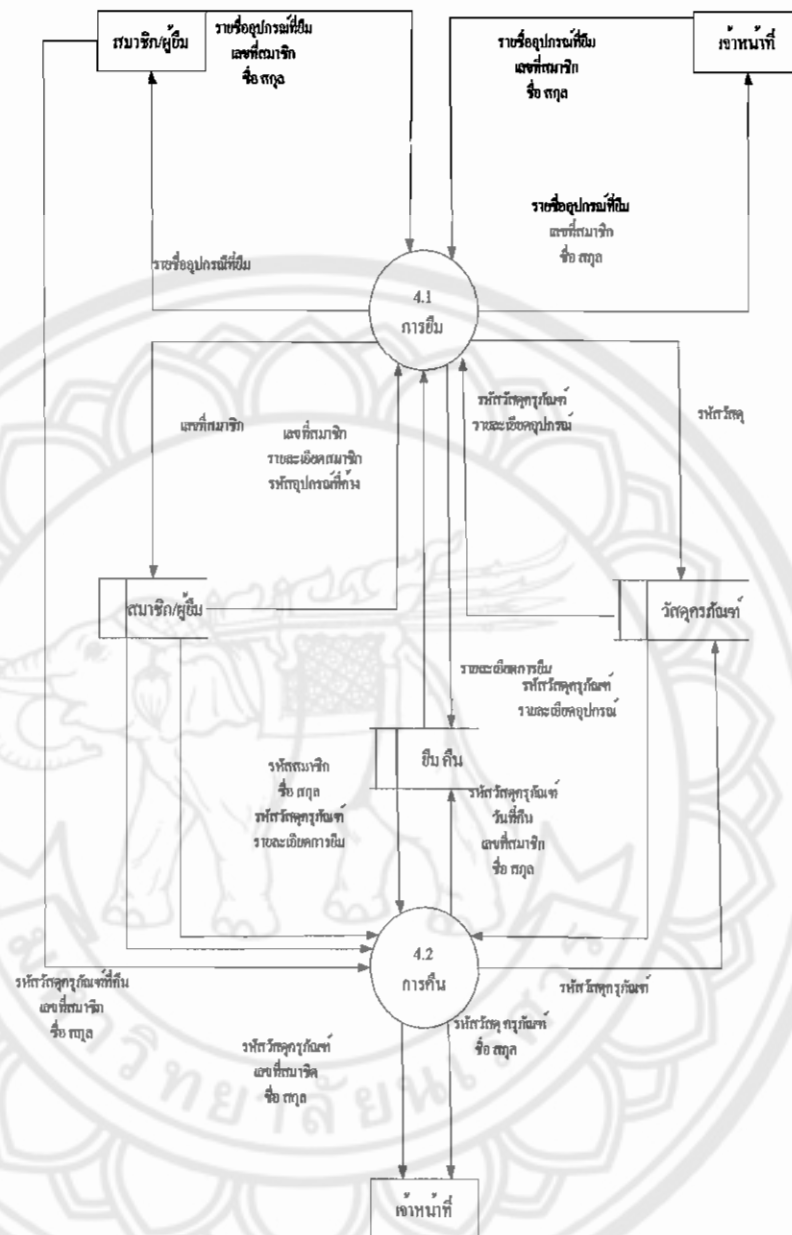 สมาชิก/ผู้ยืม
รายชื่ออุปกรณ์ที่ยืม
เลขที่สมาชิก
ชื่อ สกุล
รายชื่ออุปกรณ์ที่ยืม
เลขที่สมาชิก
ชื่อ สกุล
เจ้าหน้าที่
รายชื่ออุปกรณ์ที่ยืม
เลขที่สมาชิก
ชื่อ สกุล
รายชื่ออุปกรณ์ที่ยืม
4.1
การยืม
เลขที่สมาชิก
เลขที่สมาชิก
รายละเอียดสมาชิก
รหัสอุปกรณ์ที่ค้าง
รหัสวัสดุครุภัณฑ์
รายละเอียดอุปกรณ์
รหัสวัสดุ
สมาชิก/ผู้ยืม
วัสดุครภัณฑ์
รายละเอียดการยืม
รหัสวัสดุครุภัณฑ์
รายละเอียดอุปกรณ์
ยืม คืน
รหัสสมาชิก
ชื่อ สกุล
รหัสวัสดุครุภัณฑ์
รายละเอียดการยืม
รหัสวัสดุครุภัณฑ์
วันที่คืน
เลขที่สมาชิก
ชื่อ สกุล
4.2
การคืน
รหัสวัสดุครุภัณฑ์ที่คืน
เลขที่สมาชิก
ชื่อ สกุล
รหัสวัสดุครุภัณฑ์
รหัสวัสดุครุภัณฑ์
เลขที่สมาชิค
ชื่อ สกุล
รหัสวัสดุ ครุภัณฑ์
ชื่อ สกุล
เจ้าหน้าที่
มหาวิทยาลัยนเรศวร